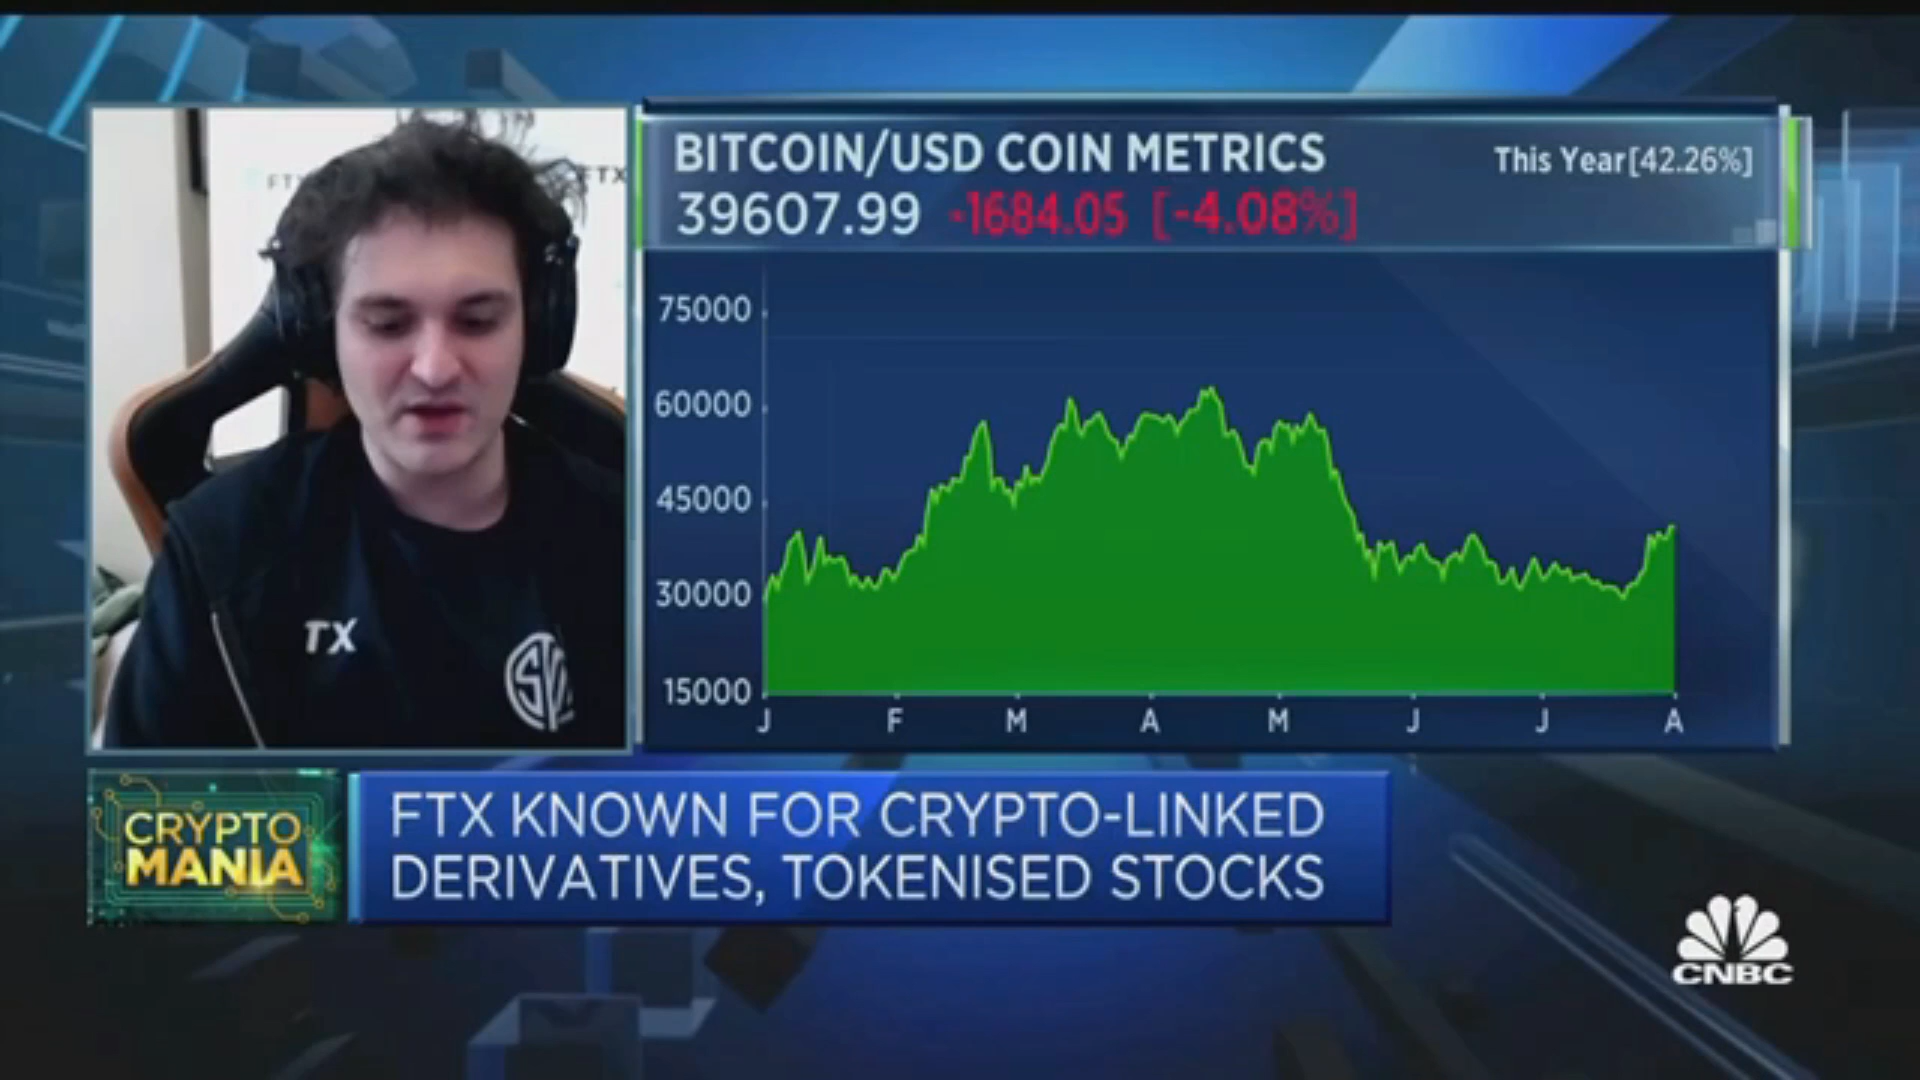 BITCOIN/USD COIN METRICS
This Year[42.26%]
39607.99 -1684.05 [-4.08%]
75000
60000
45000
30000
15000
J F M A M J J A
FTX
TX
CRYPTO
MANIA
FTX KNOWN FOR CRYPTO-LINKED
DERIVATIVES, TOKENISED STOCKS
CNBC